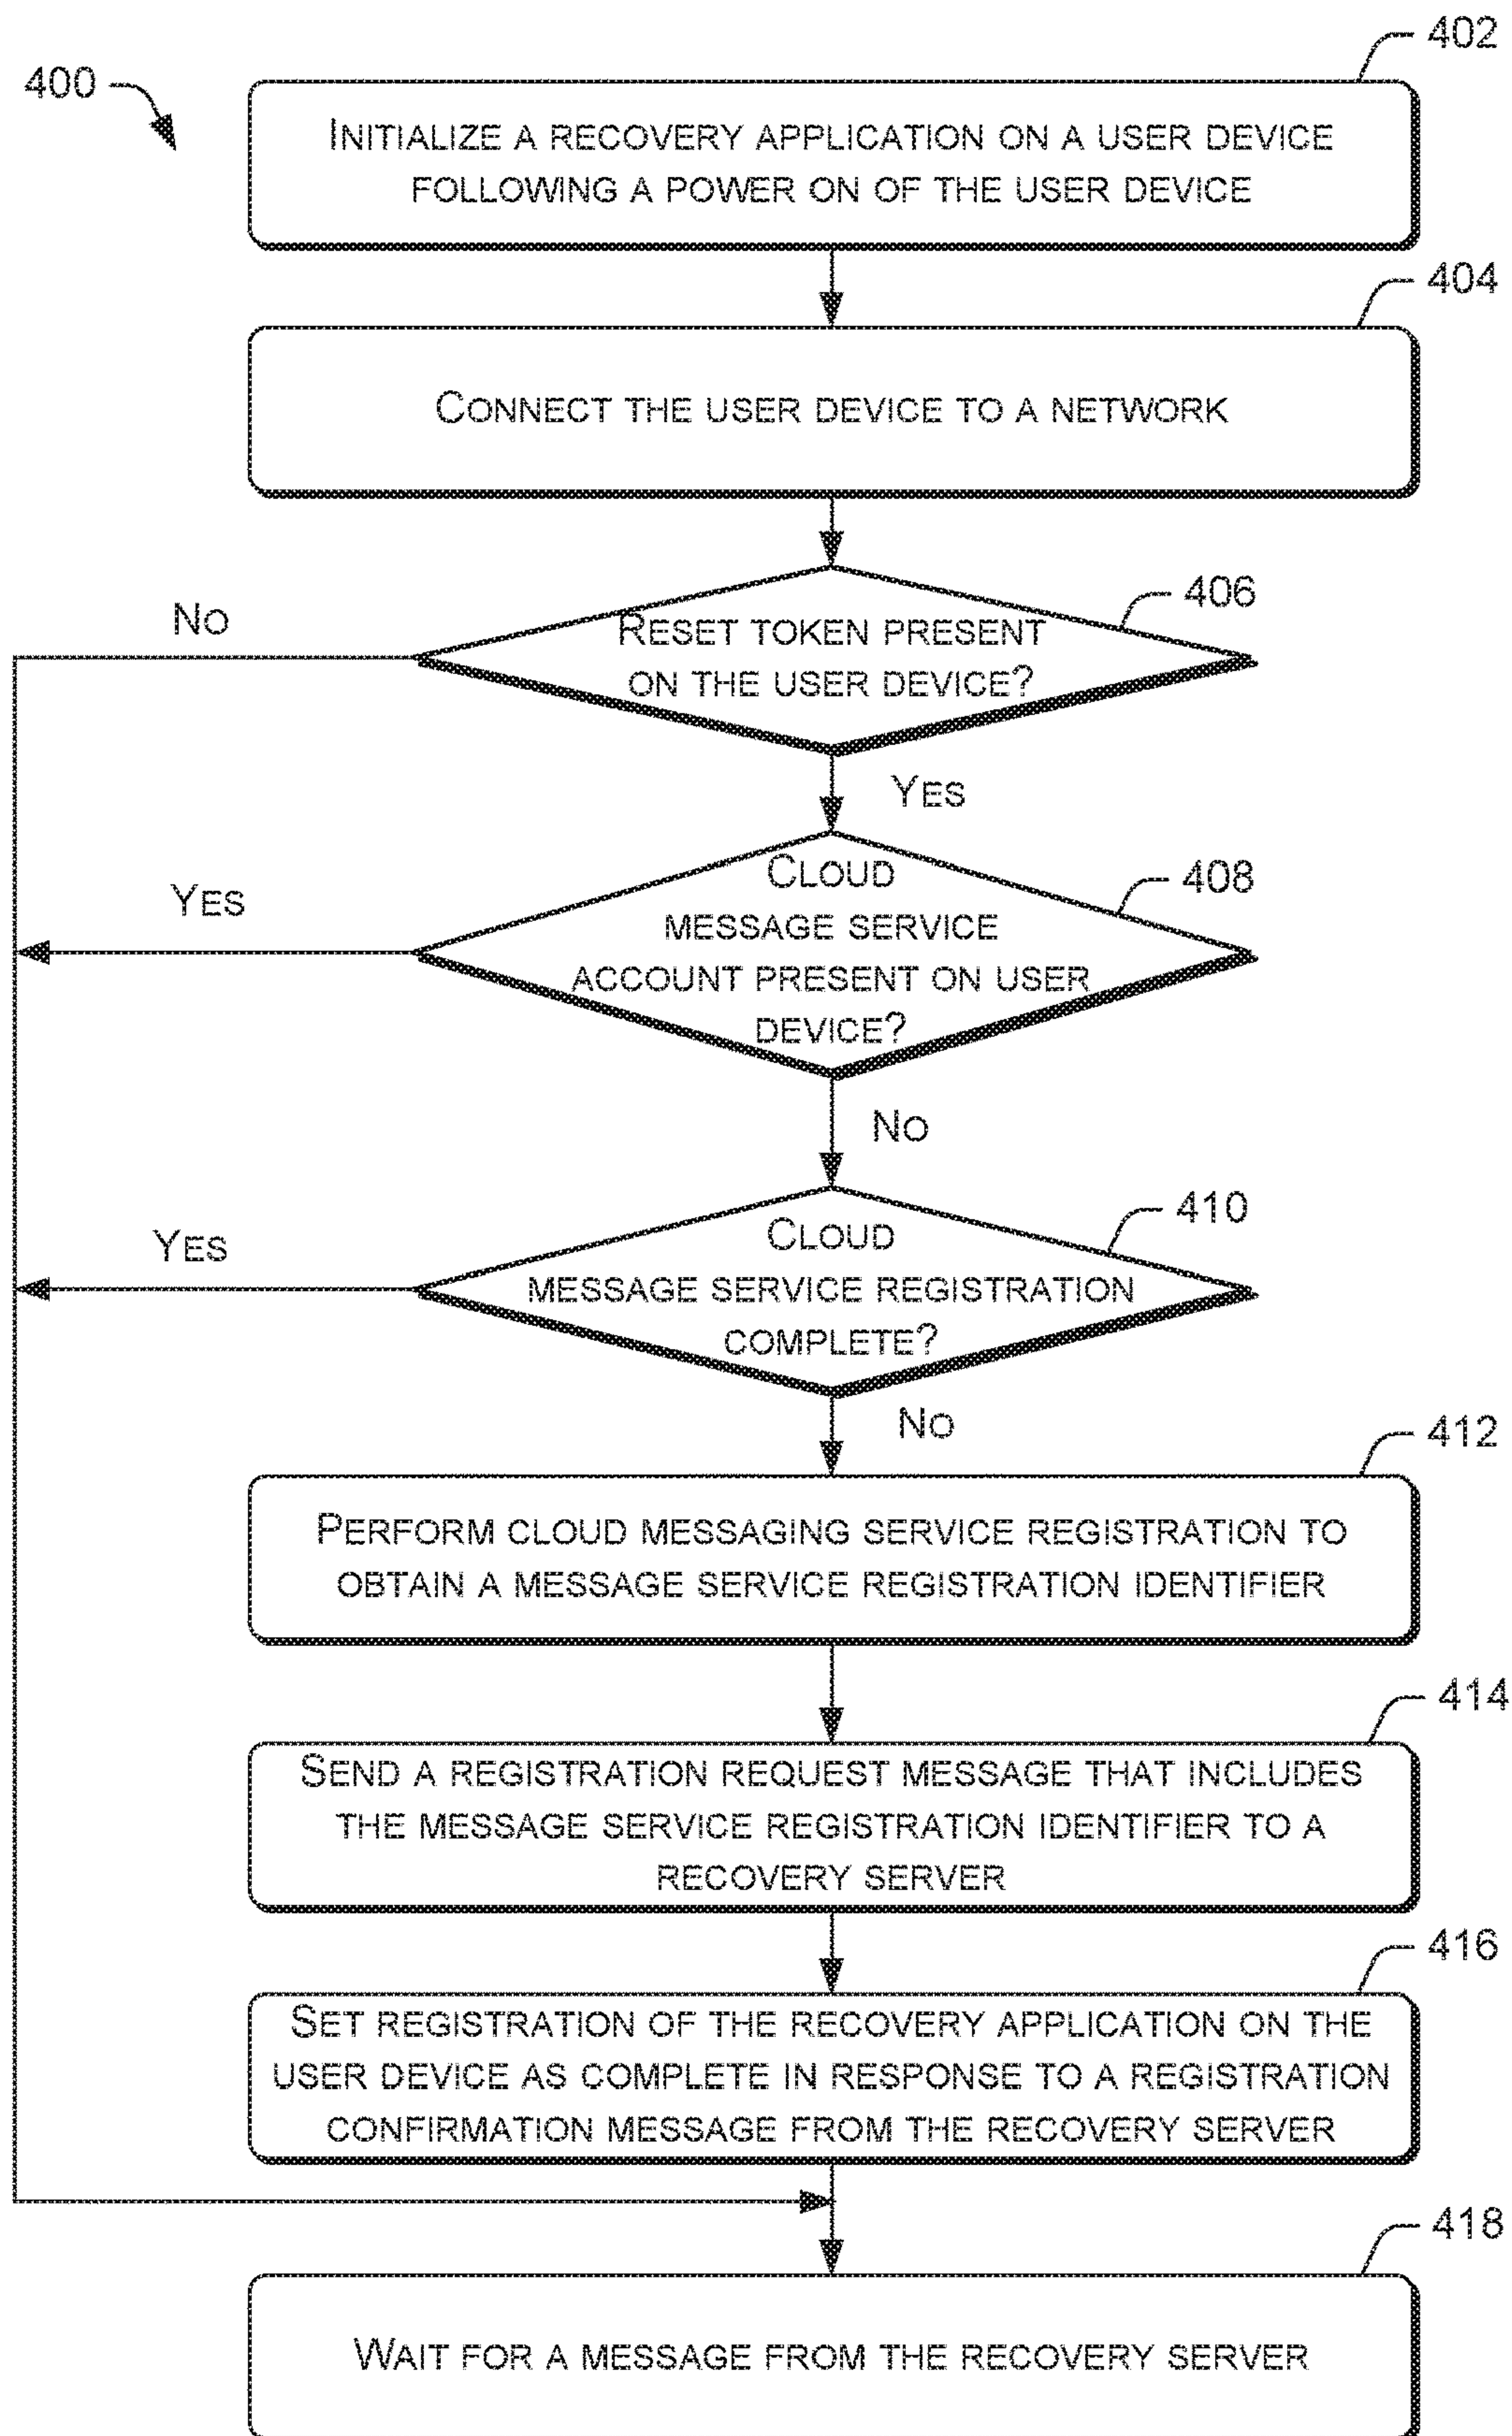 402
400
INITIALIZE A RECOVERY APPLICATION ON A USER DEVICE
FOLLOWING A POWER ON OF THE USER DEVICE
404
CONNECT THE USER DEVICE TO A NETWORK
406
NO
RESET TOKEN PRESENT
ON THE USER DEVICE?
YES
408
YES
CLOUD
MESSAGE SERVICE
ACCOUNT PRESENT ON USER
DEVICE?
NO
410
YES
CLOUD
MESSAGE SERVICE REGISTRATION
COMPLETE?
NO
412
PERFORM CLOUD MESSAGING SERVICE REGISTRATION TO
OBTAIN A MESSAGE SERVICE REGISTRATION IDENTIFIER
414
SEND A REGISTRATION REQUEST MESSAGE THAT INCLUDES
THE MESSAGE SERVICE REGISTRATION IDENTIFIER TO A
RECOVERY SERVER
416
SET REGISTRATION OF THE RECOVERY APPLICATION ON THE
USER DEVICE AS COMPLETE IN RESPONSE TO A REGISTRATION
CONFIRMATION MESSAGE FROM THE RECOVERY SERVER
418
WAIT FOR A MESSAGE FROM THE RECOVERY SERVER